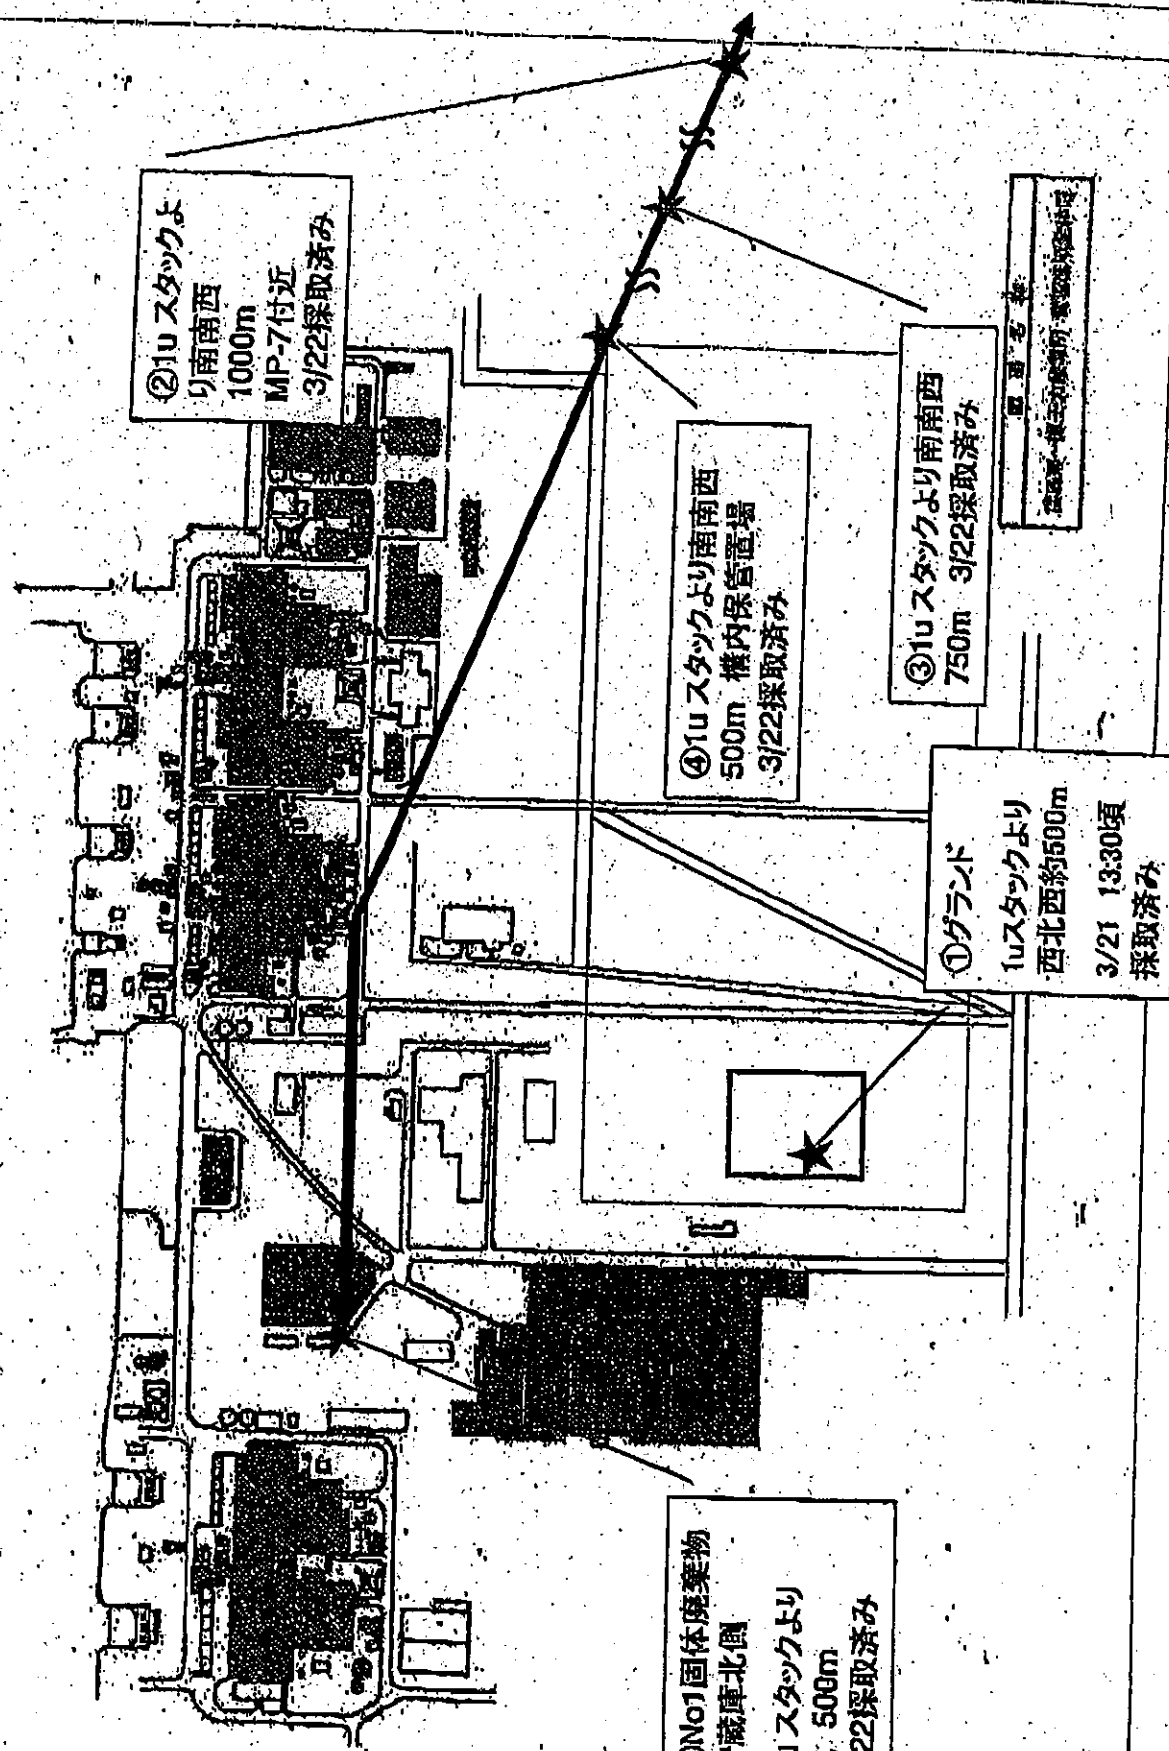 ②1u スタックよ
り南南西
1000m
MP-7付近
3/22採取済み
④1u スタックより南南西
500m 構内保管置場
3/22採取済み
③1u スタックより南南西
750m 3/22採取済み
①グランド
1uスタックより
西北西約500m
3/21 13:30頃
採取済み
No1固体廃棄物
蔵庫北側
スタックより
500m
22採取済み
図面名称